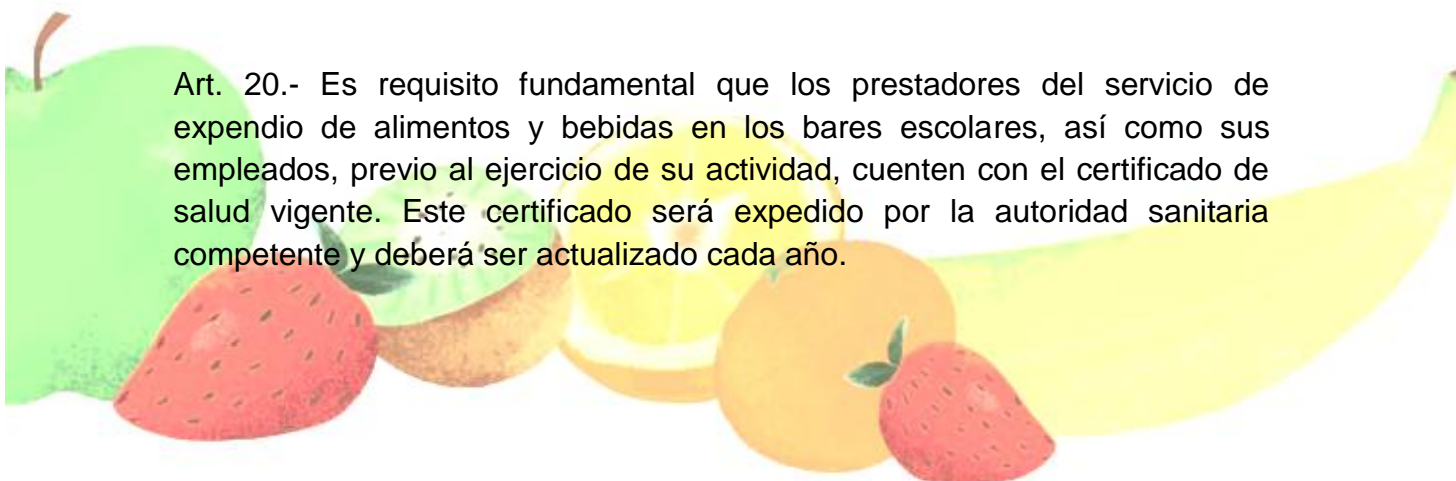 Art. 20.- Es requisito fundamental que los prestadores del servicio de
expendio de alimentos y bebidas en los bares escolares, así como sus
empleados, previo al ejercicio de su actividad, cuenten con el certificado de
salud vigente. Este certificado será expedido por la autoridad sanitaria
competente y deberá ser actualizado cada año.